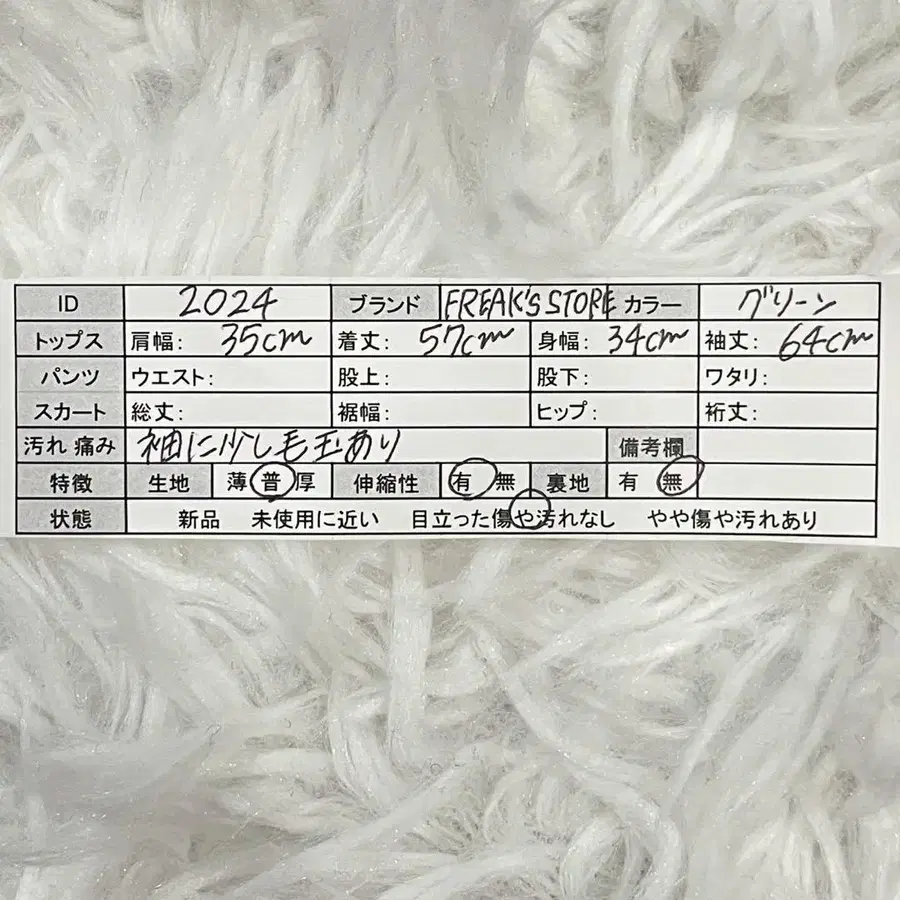 ID 2024 ブランド FREAK'S STORE カラー グリーン
トップス 肩幅: 35cm 着丈: 57cm 身幅: 34cm 袖丈: 64cm
パンツ ウエスト: 股上: 股下: ワタリ:
スカート 総丈: 裾幅: ヒップ: 裄丈:
汚れ 痛み 袖に少し毛玉あり 備考欄
特徴 生地 薄 普 厚 伸縮性 有 無 裏地 有 無
状態 新品 未使用に近い 目立った傷や汚れなし やや傷や汚れあり